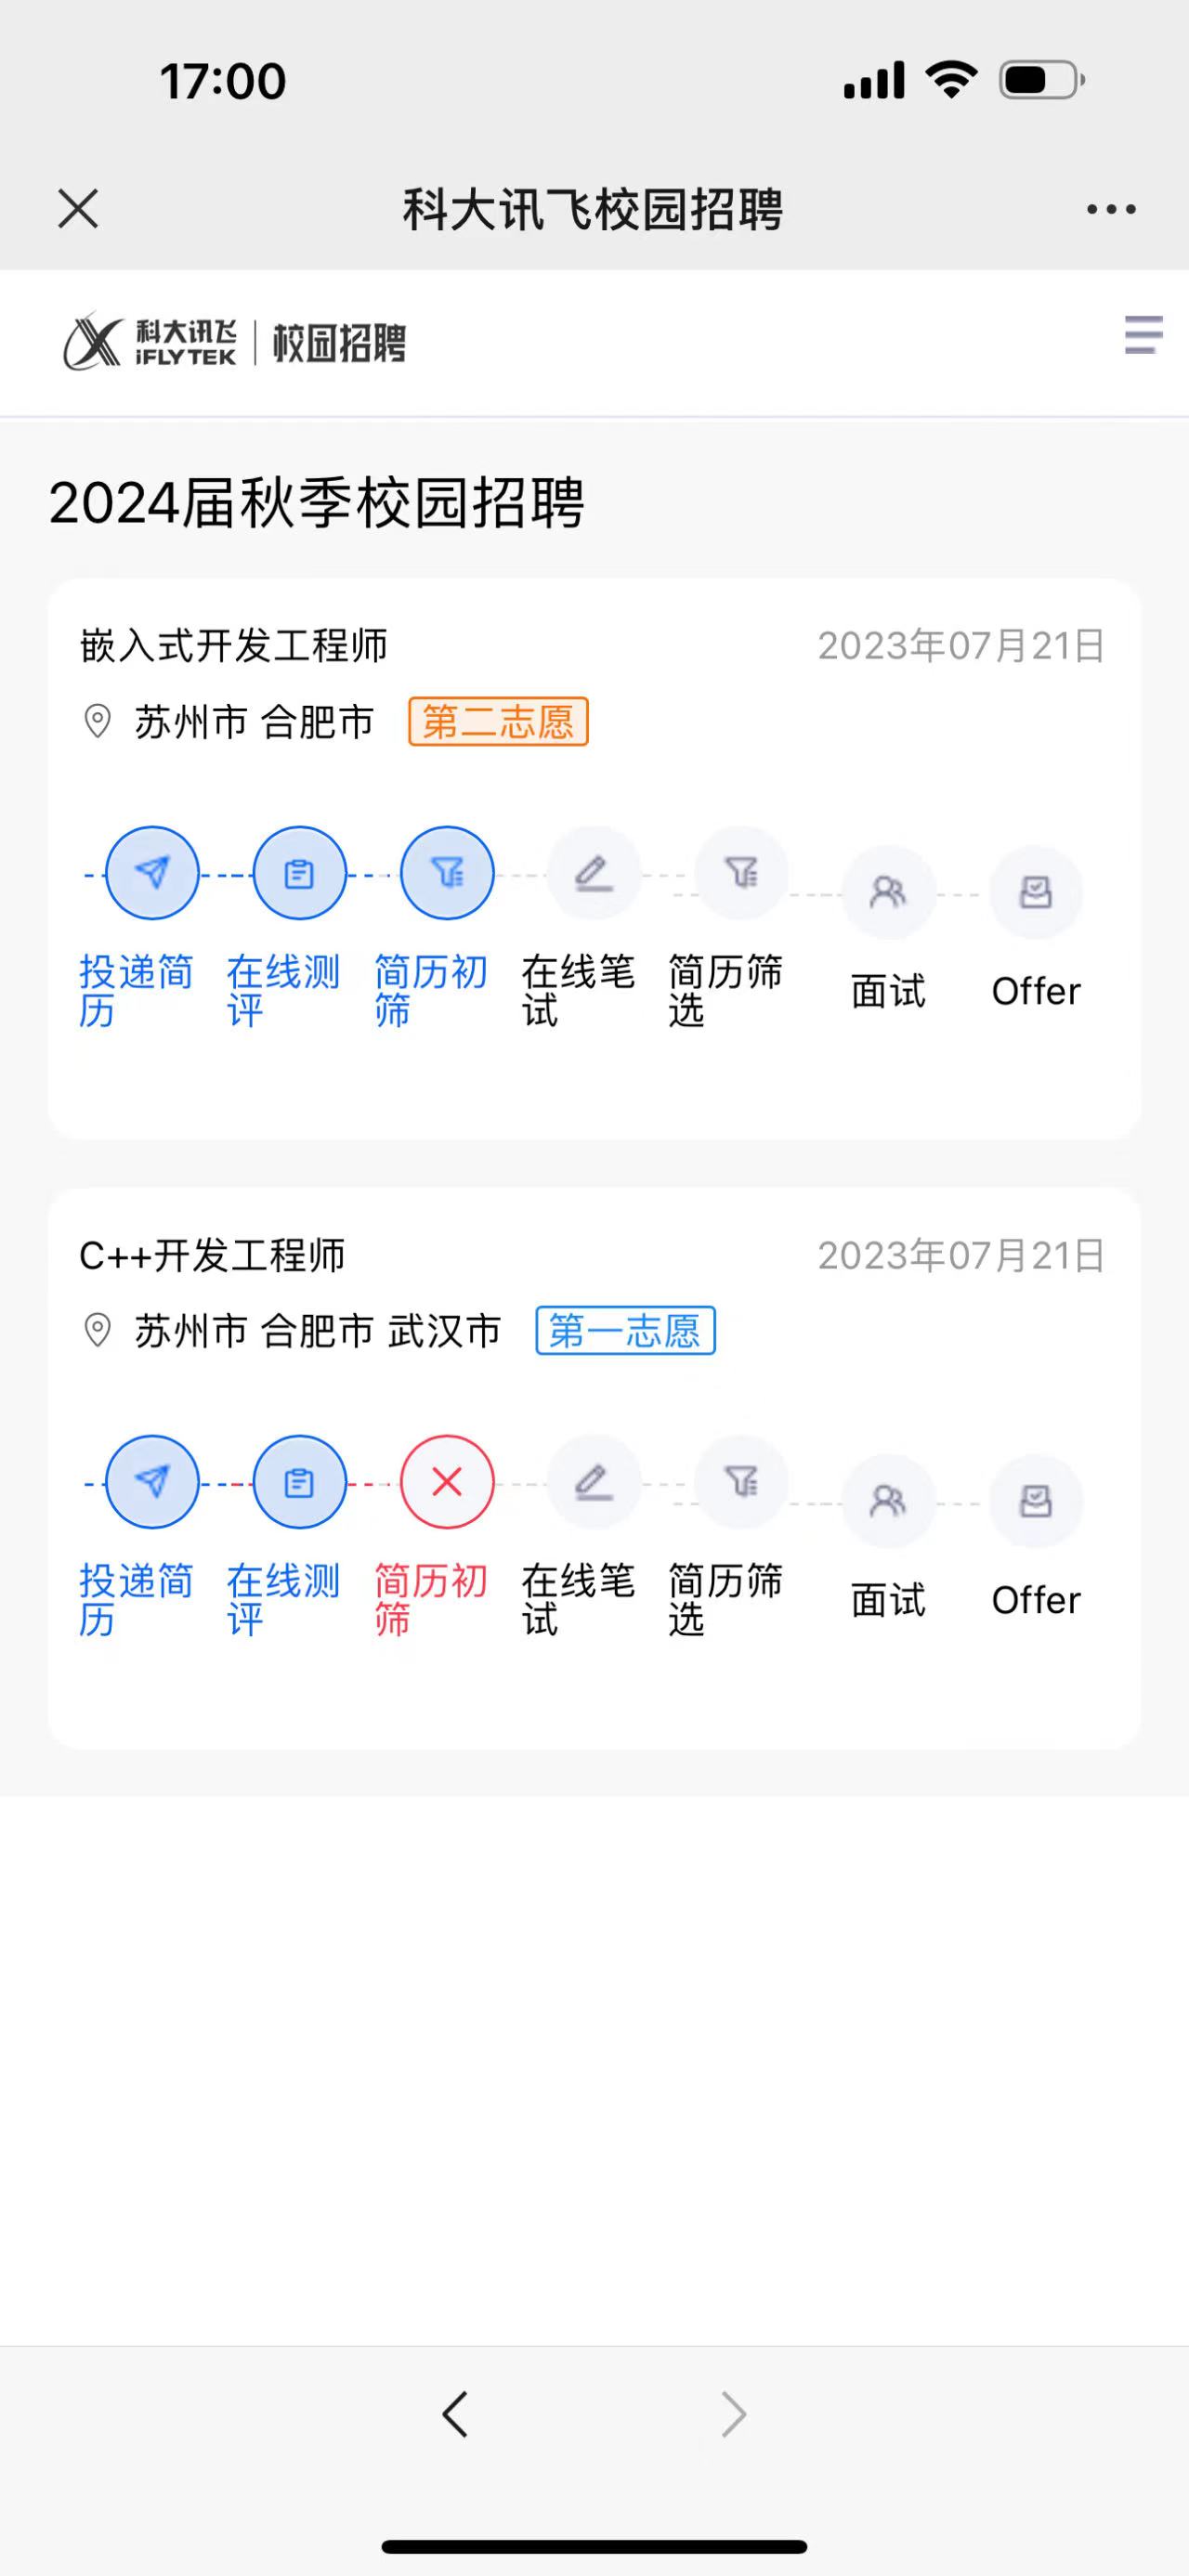 17:00
科大讯飞校园招聘
科大讯飞
iFLYTEK
校园招聘
2024届秋季校园招聘
嵌入式开发工程师 2023年07月21日
苏州市 合肥市 第二志愿
投递简历 在线测评 简历初筛 在线笔试 简历筛选 面试 Offer
C++开发工程师 2023年07月21日
苏州市 合肥市 武汉市 第一志愿
投递简历 在线测评 简历初筛 在线笔试 简历筛选 面试 Offer